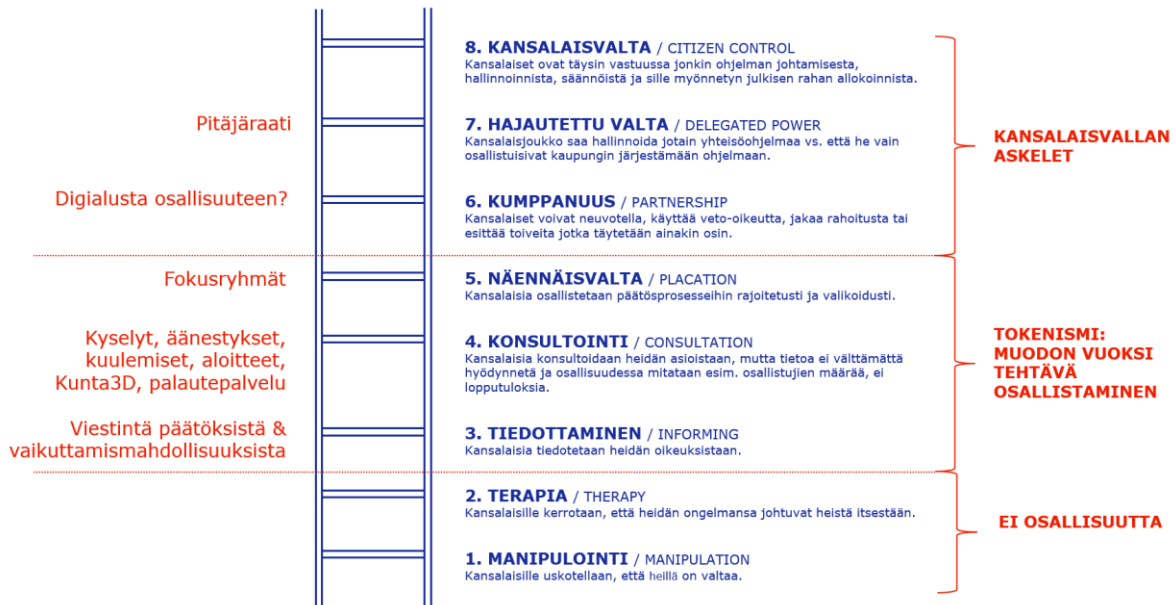 8. KANSALAISVALTA / CITIZEN CONTROL
Kansalaiset ovat täysin vastuussa jonkin ohjelman johtamisesta,
hallinnoinnista, säännöistä ja sille myönnetyn julkisen rahan allokoinnista.
Pitäjäraati
7. HAJAUTETTU VALTA / DELEGATED POWER
Kansalaisjoukko saa hallinnoida jotain yhteisöohjelmaa vs. että he vain
osallistuisivat kaupungin järjestämään ohjelmaan.
KANSALAISVALLAN
ASKELET
Digialusta osallisuuteen?
6. KUMPPANUUS / PARTNERSHIP
Kansalaiset voivat neuvotella, käyttää veto-oikeutta, jakaa rahoitusta tai
esittää toiveita jotka täytetään ainakin osin.
Fokusryhmät
5. NÄENNÄISVALTA / PLACATION
Kansalaisia osallistetaan päätösprosesseihin rajoitetusti ja valikoidusti.
Kyselyt, äänestykset,
kuulemiset, aloitteet,
Kunta3D, palautepalvelu
4. KONSULTOINTI / CONSULTATION
Kansalaisia konsultoidaan heidän asioistaan, mutta tietoa ei välttämättä
hyödynnetä ja osallisuudessa mitataan esim. osallistujien määrää, ei
lopputuloksia.
TOKENISMI:
MUODON VUOKSI
TEHTÄVÄ
OSALLISTAMINEN
Viestintä päätöksistä &
vaikuttamismahdollisuuksista
3. TIEDOTTAMINEN / INFORMING
Kansalaisia tiedotetaan heidän oikeuksistaan.
2. TERAPIA / THERAPY
Kansalaisille kerrotaan, että heidän ongelmansa johtuvat heistä itsestään.
EI OSALLISUUTTA
1. MANIPULOINTI / MANIPULATION
Kansalaisille uskotellaan, että heillä on valtaa.